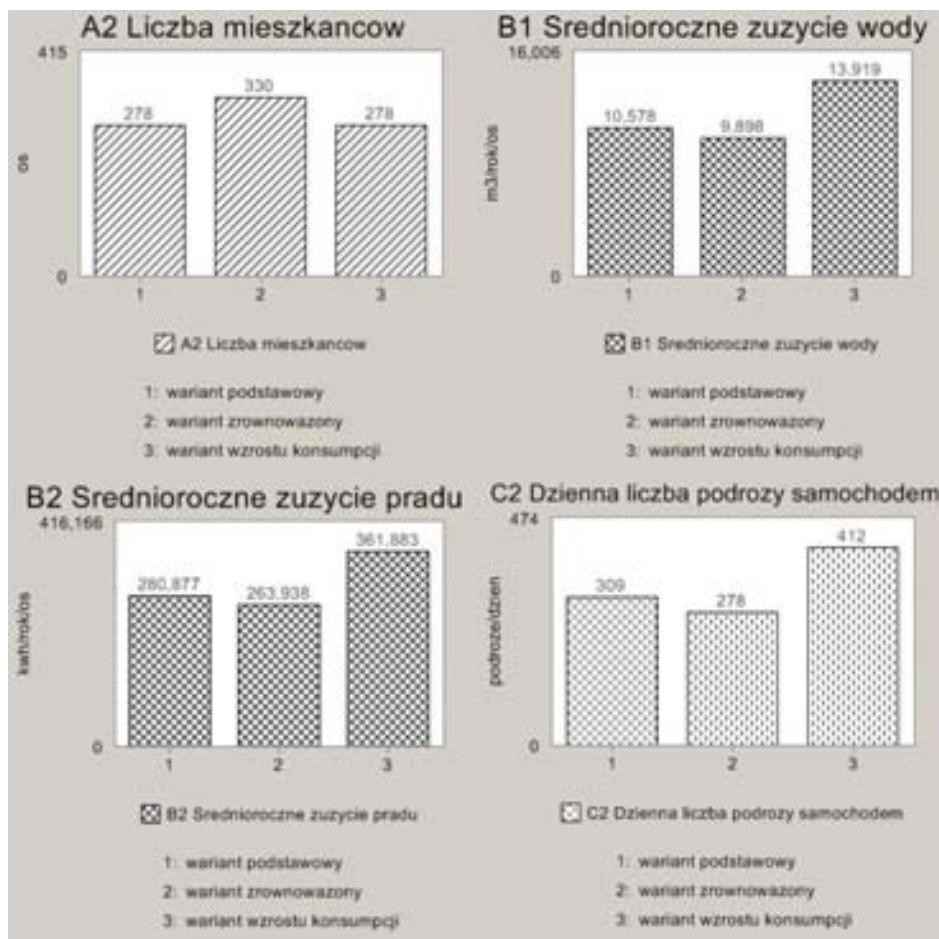 A2 Liczba mieszkancow
415
278
330
278
os
0
1 2 3
A2 Liczba mieszkancow
1: wariant podstawowy
2: wariant zrownowazony
3: wariant wzrostu konsumpcji
B1 Srednioroczne zuzycie wody
16,006
10,578
9,898
13,919
m3/rok/os
0
1 2 3
B1 Srednioroczne zuzycie wody
1: wariant podstawowy
2: wariant zrownowazony
3: wariant wzrostu konsumpcji
B2 Srednioroczne zuzycie pradu
416,166
280,877
263,938
361,883
kwh/rok/os
0
1 2 3
B2 Srednioroczne zuzycie pradu
1: wariant podstawowy
2: wariant zrownowazony
3: wariant wzrostu konsumpcji
C2 Dzienna liczba podrozy samochodem
474
309
278
412
podroze/dzien
0
1 2 3
C2 Dzienna liczba podrozy samochodem
1: wariant podstawowy
2: wariant zrownowazony
3: wariant wzrostu konsumpcji